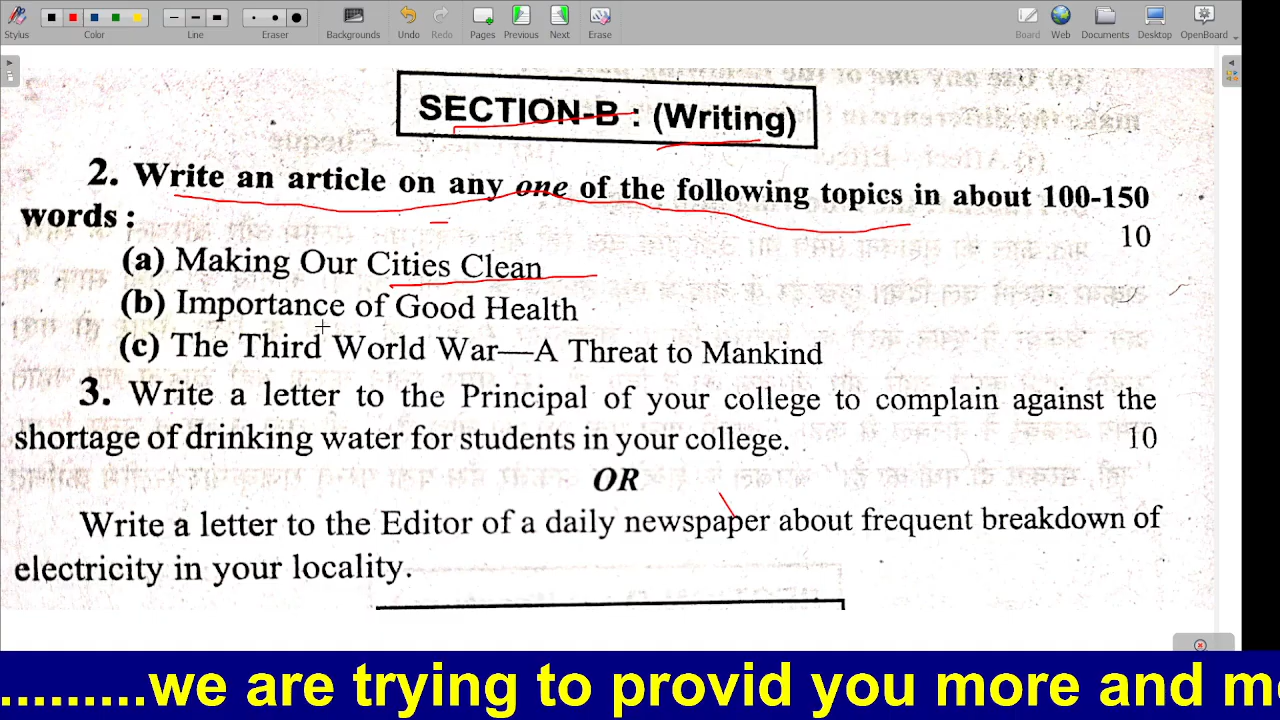 Stylus Color Line Eraser Backgrounds Undo Redo Pages Previous Next Erase Board Web Documents Desktop OpenBoard
SECTION-B : (Writing)
2. Write an article on any one of the following topics in about 100-150
words :
10
(a) Making Our Cities Clean
(b) Importance of Good Health
(c) The Third World War—A Threat to Mankind
3. Write a letter to the Principal of your college to complain against the
shortage of drinking water for students in your college. 10
OR
Write a letter to the Editor of a daily newspaper about frequent breakdown of
electricity in your locality.
.........we are trying to provid you more and m